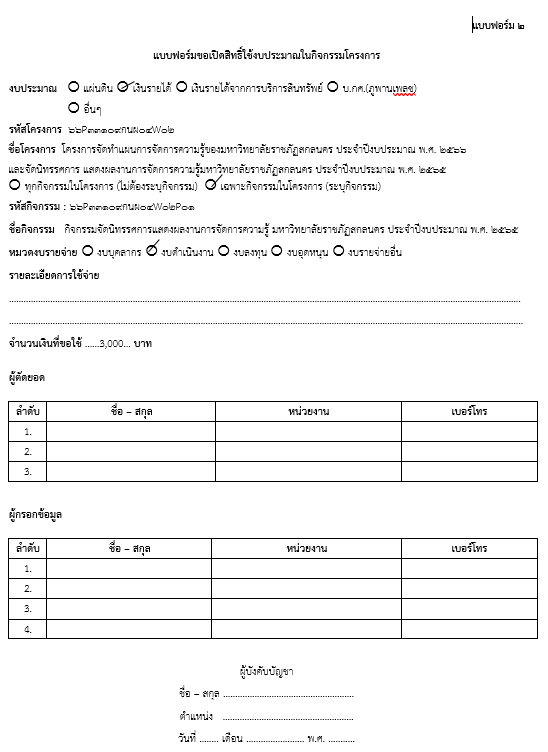 แบบฟอร์ม ๒
แบบฟอร์มขอเปิดสิทธิ์ใช้งบประมาณในกิจกรรมโครงการ
งบประมาณ แผ่นดิน เงินรายได้ เงินรายได้จากการบริการสินทรัพย์ บ.กศ.(ภูพานเพลซ)
อื่นๆ
รหัสโครงการ ๖๖P๓๓๑๐๙กนผ๐๔W๐๒
ชื่อโครงการ โครงการจัดทำแผนการจัดการความรู้ของมหาวิทยาลัยราชภัฏสกลนคร ประจำปีงบประมาณ พ.ศ. ๒๕๖๖
และจัดนิทรรศการ แสดงผลงานการจัดการความรู้มหาวิทยาลัยราชภัฏสกลนคร ประจำปีงบประมาณ พ.ศ. ๒๕๖๕
ทุกกิจกรรมในโครงการ (ไม่ต้องระบุกิจกรรม) เฉพาะกิจกรรมในโครงการ (ระบุกิจกรรม)
รหัสกิจกรรม : ๖๖P๓๓๑๐๙กนผ๐๔W๐๒P๐๑
ชื่อกิจกรรม กิจกรรมจัดนิทรรศการแสดงผลงานการจัดการความรู้ มหาวิทยาลัยราชภัฏสกลนคร ประจำปีงบประมาณ พ.ศ. ๒๕๖๕
หมวดงบรายจ่าย งบบุคลากร งบดำเนินงาน งบลงทุน งบอุดหนุน งบรายจ่ายอื่น
รายละเอียดการใช้จ่าย
จำนวนเงินที่ขอใช้ ......3,000... บาท
ผู้ตัดยอด
ลำดับ ชื่อ – สกุล หน่วยงาน เบอร์โทร
1.
2.
3.
ผู้กรอกข้อมูล
ลำดับ ชื่อ – สกุล หน่วยงาน เบอร์โทร
1.
2.
3.
4.
ผู้บังคับบัญชา
ชื่อ – สกุล ................................................
ตำแหน่ง ................................................
วันที่ ....... เดือน ...................... พ.ศ. ..........